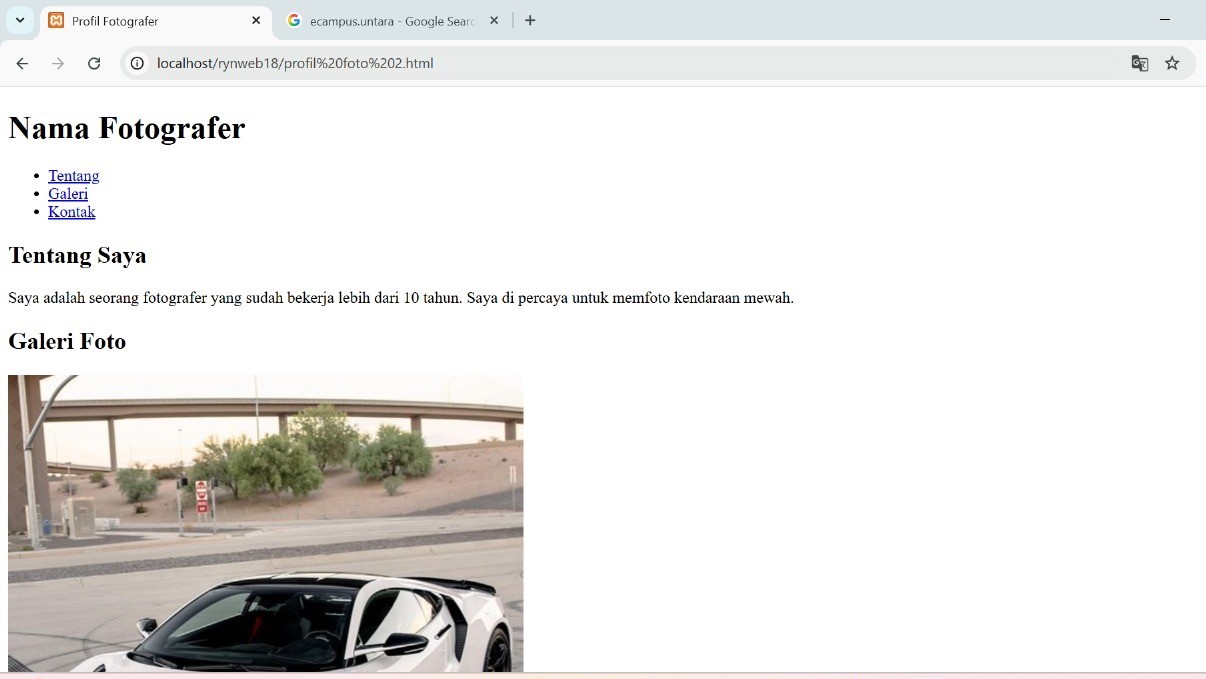 Profil Fotografer
ecampus.untara - Google Searc
localhost/rynweb18/profil%20foto%202.html
Nama Fotografer
Tentang
Galeri
Kontak
Tentang Saya
Saya adalah seorang fotografer yang sudah bekerja lebih dari 10 tahun. Saya di percaya untuk memfoto kendaraan mewah.
Galeri Foto